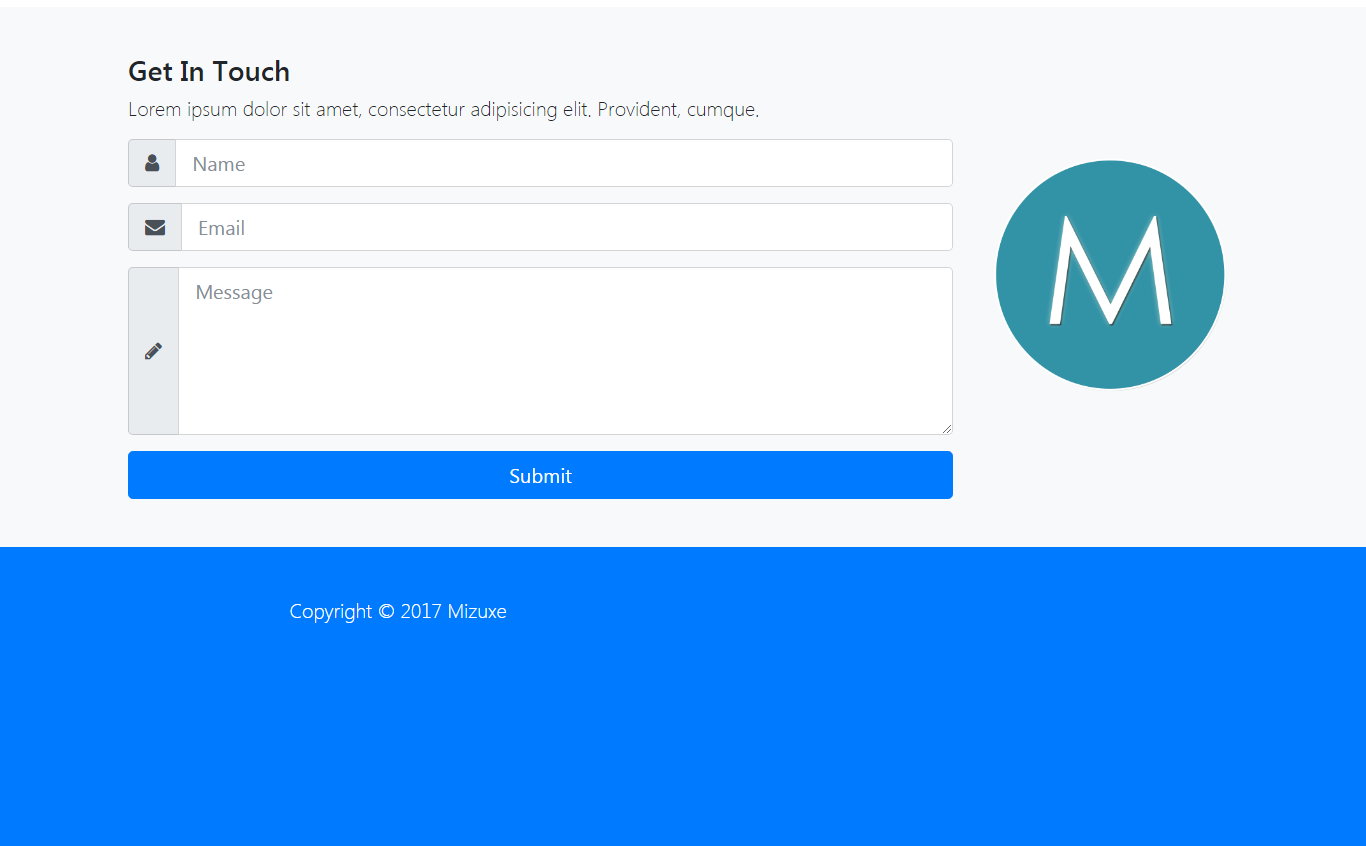 Get In Touch
Lorem ipsum dolor sit amet, consectetur adipisicing elit. Provident, cumque.
Name
Email
Message
M
Submit
Copyright © 2017 Mizuxe